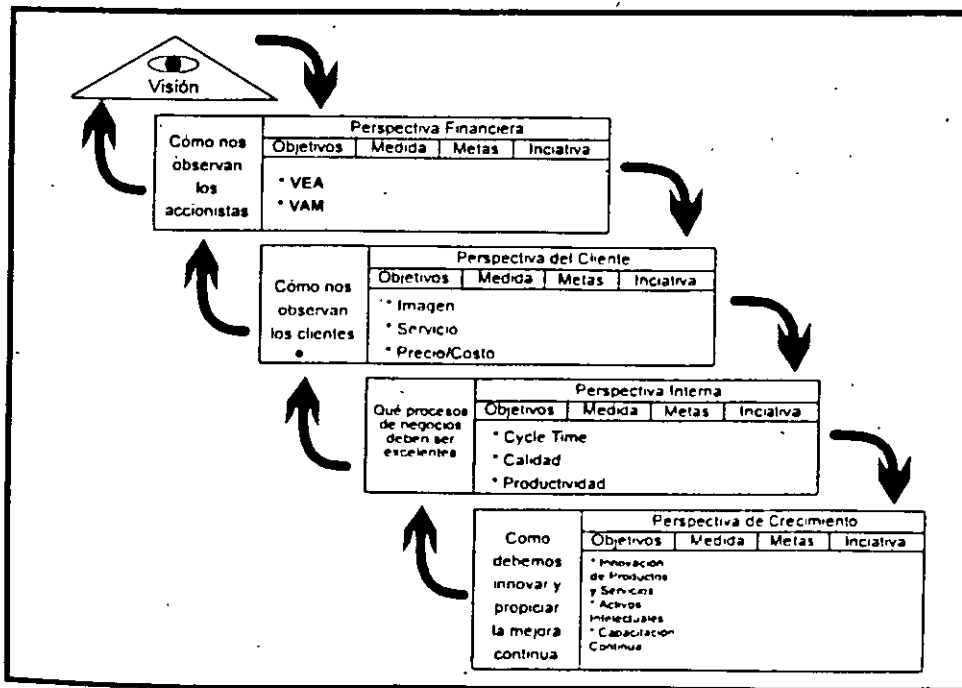 Visión
Perspectiva Financiera
Cómo nos
observan
los
accionistas
Objetivos Medida Metas Inciativa
* VEA
* VAM
Perspectiva del Cliente
Cómo nos
observan
los clientes
Objetivos Medida Metas Inciativa
* Imagen
* Servicio
* Precio/Costo
Perspectiva Interna
Qué procesos
de negocios
deben ser
excelentes
Objetivos Medida Metas Inciativa
* Cycle Time
* Calidad
* Productividad
Perspectiva de Crecimiento
Como
debemos
innovar y
propiciar
la mejora
continua
Objetivos Medida Metas Inciativa
* Innovación
de Productos
y Servicios
* Activos
Intelectuales
* Capacitación
Continua